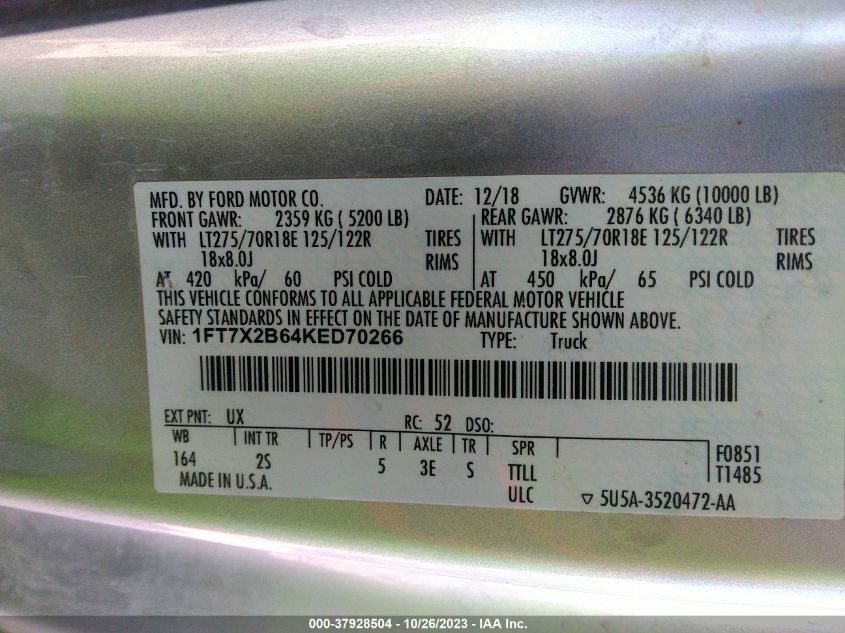 MFD. BY FORD MOTOR CO. DATE: 12/18 GVWR: 4536 KG (10000 LB)
FRONT GAWR: 2359 KG ( 5200 LB) REAR GAWR: 2876 KG ( 6340 LB)
WITH LT275/70R18E 125/122R TIRES WITH LT275/70R18E 125/122R TIRES
18x8.0J RIMS 18x8.0J RIMS
AT 420 kPa/ 60 PSI COLD AT 450 kPa/ 65 PSI COLD
THIS VEHICLE CONFORMS TO ALL APPLICABLE FEDERAL MOTOR VEHICLE
SAFETY STANDARDS IN EFFECT ON THE DATE OF MANUFACTURE SHOWN ABOVE.
VIN: 1FT7X2B64KED70266 TYPE: Truck
EXT PNT: UX RC: 52 DSO:
WB INT TR TP/PS R AXLE TR SPR F0851
164 2S 5 3E S TTLL T1485
MADE IN U.S.A. ULC ▽ 5U5A-3520472-AA
000-37928504 - 10/26/2023 - IAA Inc.